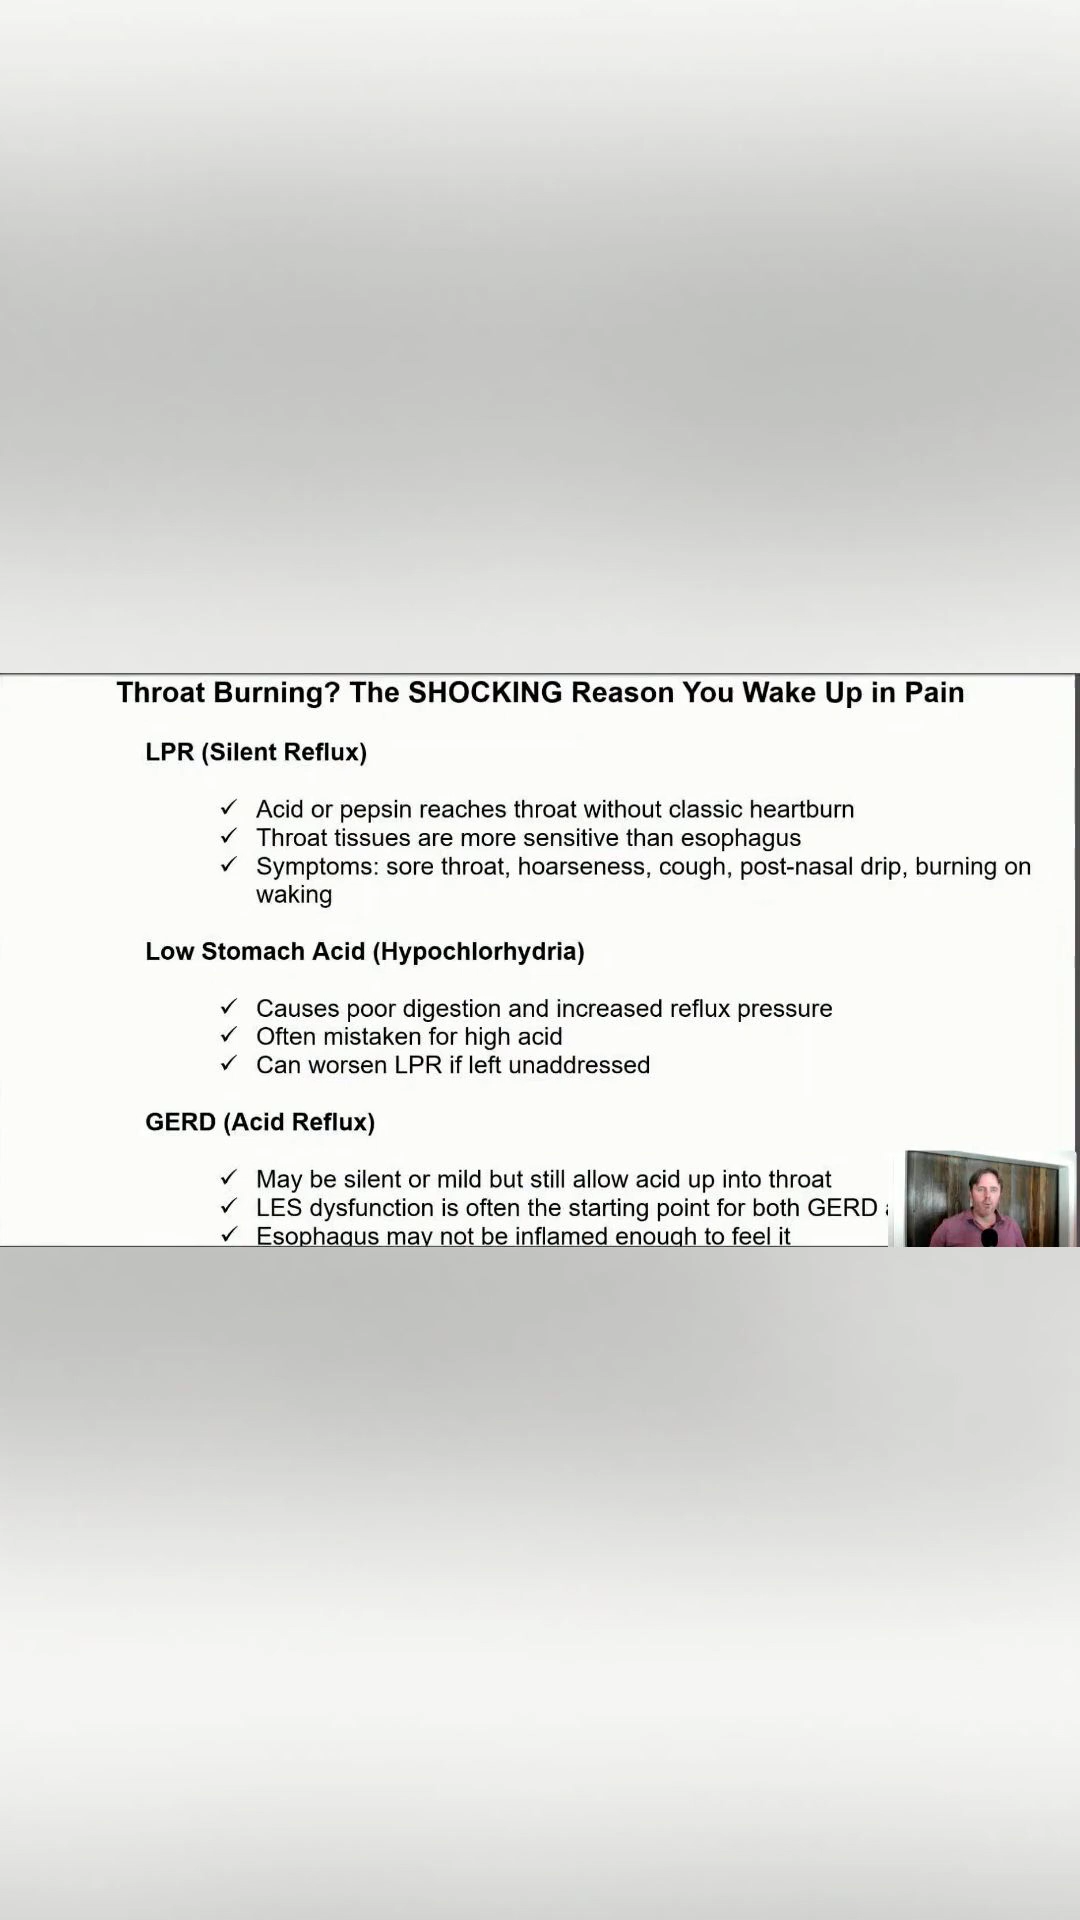 Throat Burning? The SHOCKING Reason You Wake Up in Pain
LPR (Silent Reflux)
✓ Acid or pepsin reaches throat without classic heartburn
✓ Throat tissues are more sensitive than esophagus
✓ Symptoms: sore throat, hoarseness, cough, post-nasal drip, burning on
waking
Low Stomach Acid (Hypochlorhydria)
✓ Causes poor digestion and increased reflux pressure
✓ Often mistaken for high acid
✓ Can worsen LPR if left unaddressed
GERD (Acid Reflux)
✓ May be silent or mild but still allow acid up into throat
✓ LES dysfunction is often the starting point for both GERD
✓ Esophagus may not be inflamed enough to feel it